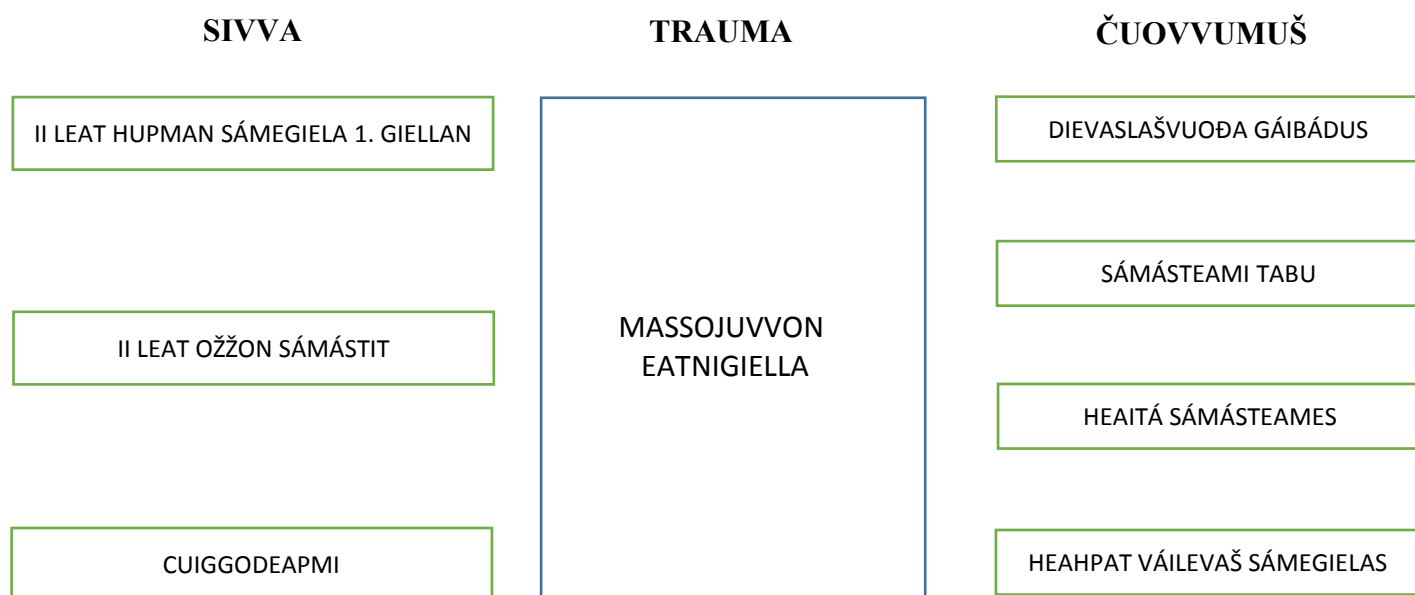 SIVVA
TRAUMA
ČUOVVUMUŠ
II LEAT HUPMAN SÁMEGIELA 1. GIELLAN
II LEAT OŽŽON SÁMÁSTIT
CUIGGODEAPMI
MASSOJUVVON
EATNIGIELLA
DIEVASLAŠVUOĐA GÁIBÁDUS
SÁMÁSTEAMI TABU
HEAITÁ SÁMÁSTEAMES
HEAHPAT VÁILEVAŠ SÁMEGIELAS